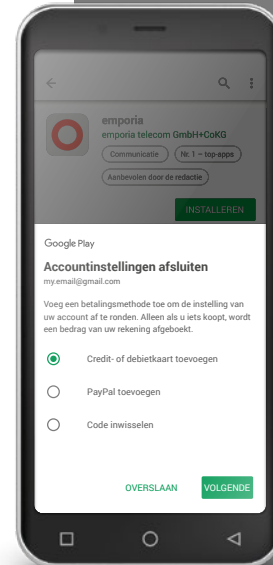 emporia
emporia telecom GmbH+CoKG
Communicatie
Nr. 1 – top-apps
Aanbevolen door de redactie
INSTALLEREN
Google Play
Accountinstellingen afsluiten
my.email@gmail.com
Voeg een betalingsmethode toe om de instelling van
uw account af te ronden. Alleen als u iets koopt, wordt
een bedrag van uw rekening afgeboekt.
Credit- of debietkaart toevoegen
PayPal toevoegen
Code inwisselen
OVERSLAAN
VOLGENDE